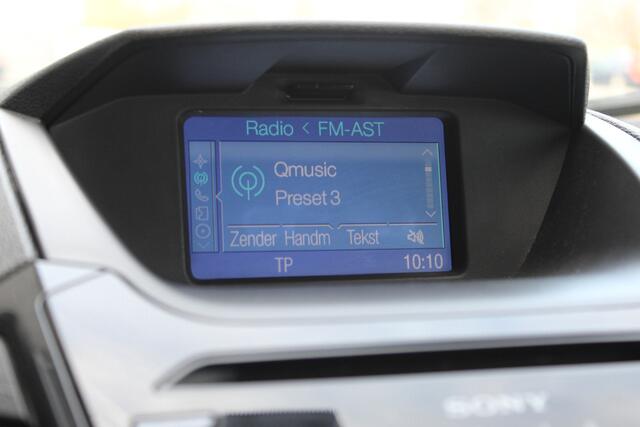 Radio < FM-AST
Qmusic
Preset 3
Zender Handm Tekst
TP 10:10
SONY